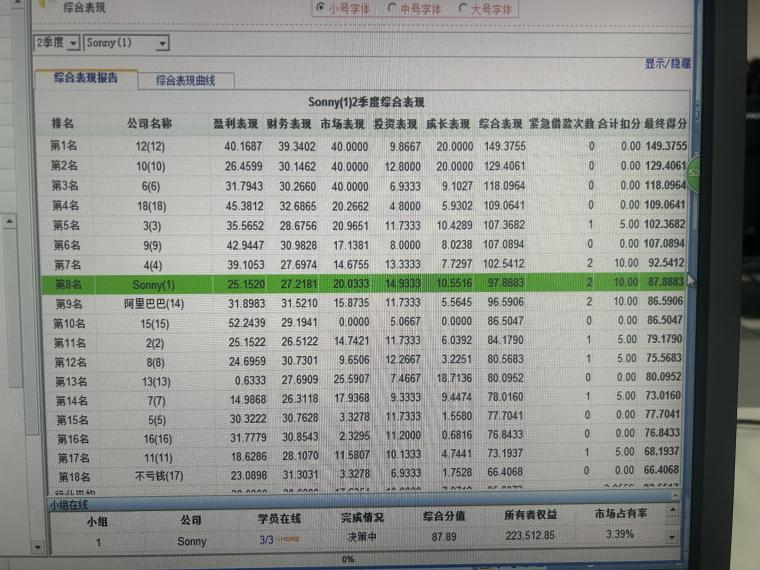 综合表现
小号字体 中号字体 大号字体
2季度 Sonny(1)
显示/隐藏
综合表现报告 综合表现曲线
Sonny(1)2季度综合表现
排名 公司名称 盈利表现 财务表现 市场表现 投资表现 成长表现 综合表现 紧急借款次数 合计扣分 最终得分
第1名 12(12) 40.1687 39.3402 40.0000 9.8667 20.0000 149.3755 0 0.00 149.3755
第2名 10(10) 26.4599 30.1462 40.0000 12.8000 20.0000 129.4061 0 0.00 129.4061
第3名 6(6) 31.7943 30.2660 40.0000 6.9333 9.1027 118.0964 0 0.00 118.0964
第4名 18(18) 45.3812 32.6865 20.2662 4.8000 5.9302 109.0641 0 0.00 109.0641
第5名 3(3) 35.5652 28.6756 20.9651 11.7333 10.4289 107.3682 1 5.00 102.3682
第6名 9(9) 42.9447 30.9828 17.1381 8.0000 8.0238 107.0894 0 0.00 107.0894
第7名 4(4) 39.1053 27.6974 14.6755 13.3333 7.7297 102.5412 2 10.00 92.5412
第8名 Sonny(1) 25.1520 27.2181 20.0333 14.9333 10.5516 97.8883 2 10.00 87.8883
第9名 阿里巴巴(14) 31.8983 31.5210 15.8735 11.7333 5.5645 96.5906 2 10.00 86.5906
第10名 15(15) 52.2439 29.1941 0.0000 5.0667 0.0000 86.5047 0 0.00 86.5047
第11名 2(2) 25.1522 26.5122 14.7421 11.7333 6.0392 84.1790 1 5.00 79.1790
第12名 8(8) 24.6959 30.7301 9.6506 12.2667 3.2251 80.5683 1 5.00 75.5683
第13名 13(13) 0.6333 27.6909 25.5907 7.4667 18.7136 80.0952 0 0.00 80.0952
第14名 7(7) 14.9868 26.3118 17.9368 9.3333 9.4474 78.0160 1 5.00 73.0160
第15名 5(5) 30.3222 30.7628 3.3278 11.7333 1.5580 77.7041 0 0.00 77.7041
第16名 16(16) 31.7779 30.8543 2.3295 11.2000 0.6816 76.8433 0 0.00 76.8433
第17名 11(11) 18.6286 28.1070 11.5807 10.1333 4.7441 73.1937 1 5.00 68.1937
第18名 不亏钱(17) 23.0898 31.3031 3.3278 6.9333 1.7528 66.4068 0 0.00 66.4068
小组在线
小组 公司 学员在线 完成情况 综合分值 所有者权益 市场占有率
1 Sonny 3/3 MORE 决策中 87.89 223,512.85 3.39%
0%